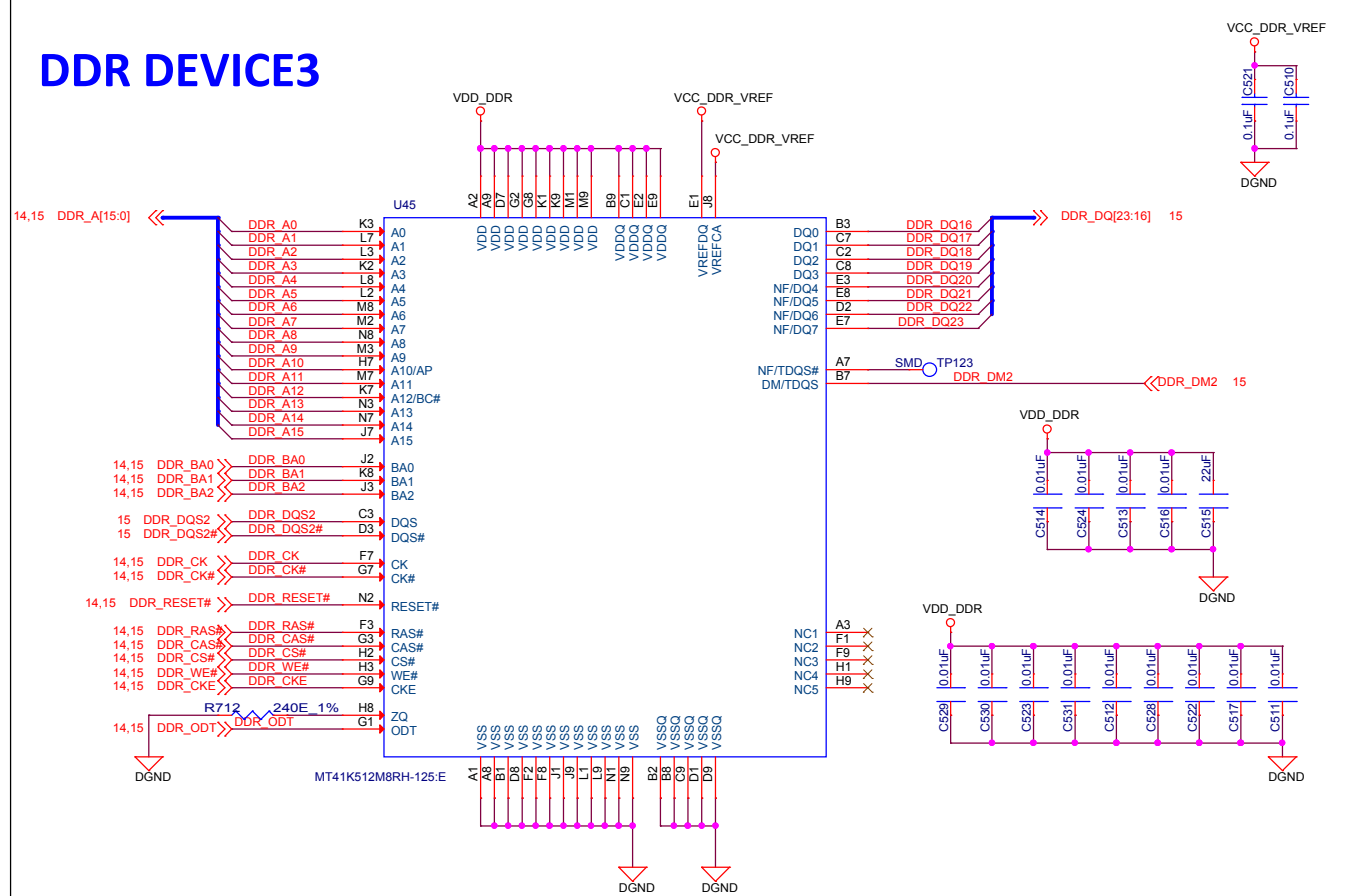 DDR DEVICE3
VCC_DDR_VREF
C521
0.1uF
C510
0.1uF
DGND
VDD_DDR
VCC_DDR_VREF
VCC_DDR_VREF
A2 A9 D7 G2 G8 K1 K9 M1 M9 B9 C1 E2 E9 E1 J8
U45
VDD VDD VDD VDD VDD VDD VDD VDD VDD VDDQ VDDQ VDDQ VDDQ VREFDQ VREFCA
14,15 DDR_A[15:0]
DDR_A0 K3 A0
DDR_A1 L7 A1
DDR_A2 L3 A2
DDR_A3 K2 A3
DDR_A4 L8 A4
DDR_A5 L2 A5
DDR_A6 M8 A6
DDR_A7 M2 A7
DDR_A8 N8 A8
DDR_A9 M3 A9
DDR_A10 H7 A10/AP
DDR_A11 M7 A11
DDR_A12 K7 A12/BC#
DDR_A13 N3 A13
DDR_A14 N7 A14
DDR_A15 J7 A15
14,15 DDR_BA0 DDR_BA0 J2 BA0
14,15 DDR_BA1 DDR_BA1 K8 BA1
14,15 DDR_BA2 DDR_BA2 J3 BA2
15 DDR_DQS2 DDR_DQS2 C3 DQS
15 DDR_DQS2# DDR_DQS2# D3 DQS#
14,15 DDR_CK DDR_CK F7 CK
14,15 DDR_CK# DDR_CK# G7 CK#
14,15 DDR_RESET# DDR_RESET# N2 RESET#
14,15 DDR_RAS# DDR_RAS# F3 RAS#
14,15 DDR_CAS# DDR_CAS# G3 CAS#
14,15 DDR_CS# DDR_CS# H2 CS#
14,15 DDR_WE# DDR_WE# H3 WE#
14,15 DDR_CKE DDR_CKE G9 CKE
R712 240E_1% H8 ZQ
14,15 DDR_ODT DDR_ODT G1 ODT
DGND
DQ0 B3 DDR_DQ16
DQ1 C7 DDR_DQ17
DQ2 C2 DDR_DQ18
DQ3 C8 DDR_DQ19
NF/DQ4 E3 DDR_DQ20
NF/DQ5 E8 DDR_DQ21
NF/DQ6 D2 DDR_DQ22
NF/DQ7 E7 DDR_DQ23
DDR_DQ[23:16] 15
NF/TDQS# A7 SMD TP123
DM/TDQS B7 DDR_DM2 DDR_DM2 15
NC1 A3
NC2 F1
NC3 F9
NC4 H1
NC5 H9
VSS VSS VSS VSS VSS VSS VSS VSS VSS VSS VSS VSS VSSQ VSSQ VSSQ VSSQ VSSQ
MT41K512M8RH-125:E
A1 A8 B1 D8 F2 F8 J1 J9 L1 L9 N1 N9 B2 B8 C9 D1 D9
DGND
DGND
VDD_DDR
0.01uF 0.01uF 0.01uF 0.01uF 22uF
C514 C524 C513 C516 C515
DGND
VDD_DDR
0.01uF 0.01uF 0.01uF 0.01uF 0.01uF 0.01uF 0.01uF 0.01uF 0.01uF
C529 C530 C523 C531 C512 C528 C522 C517 C511
DGND